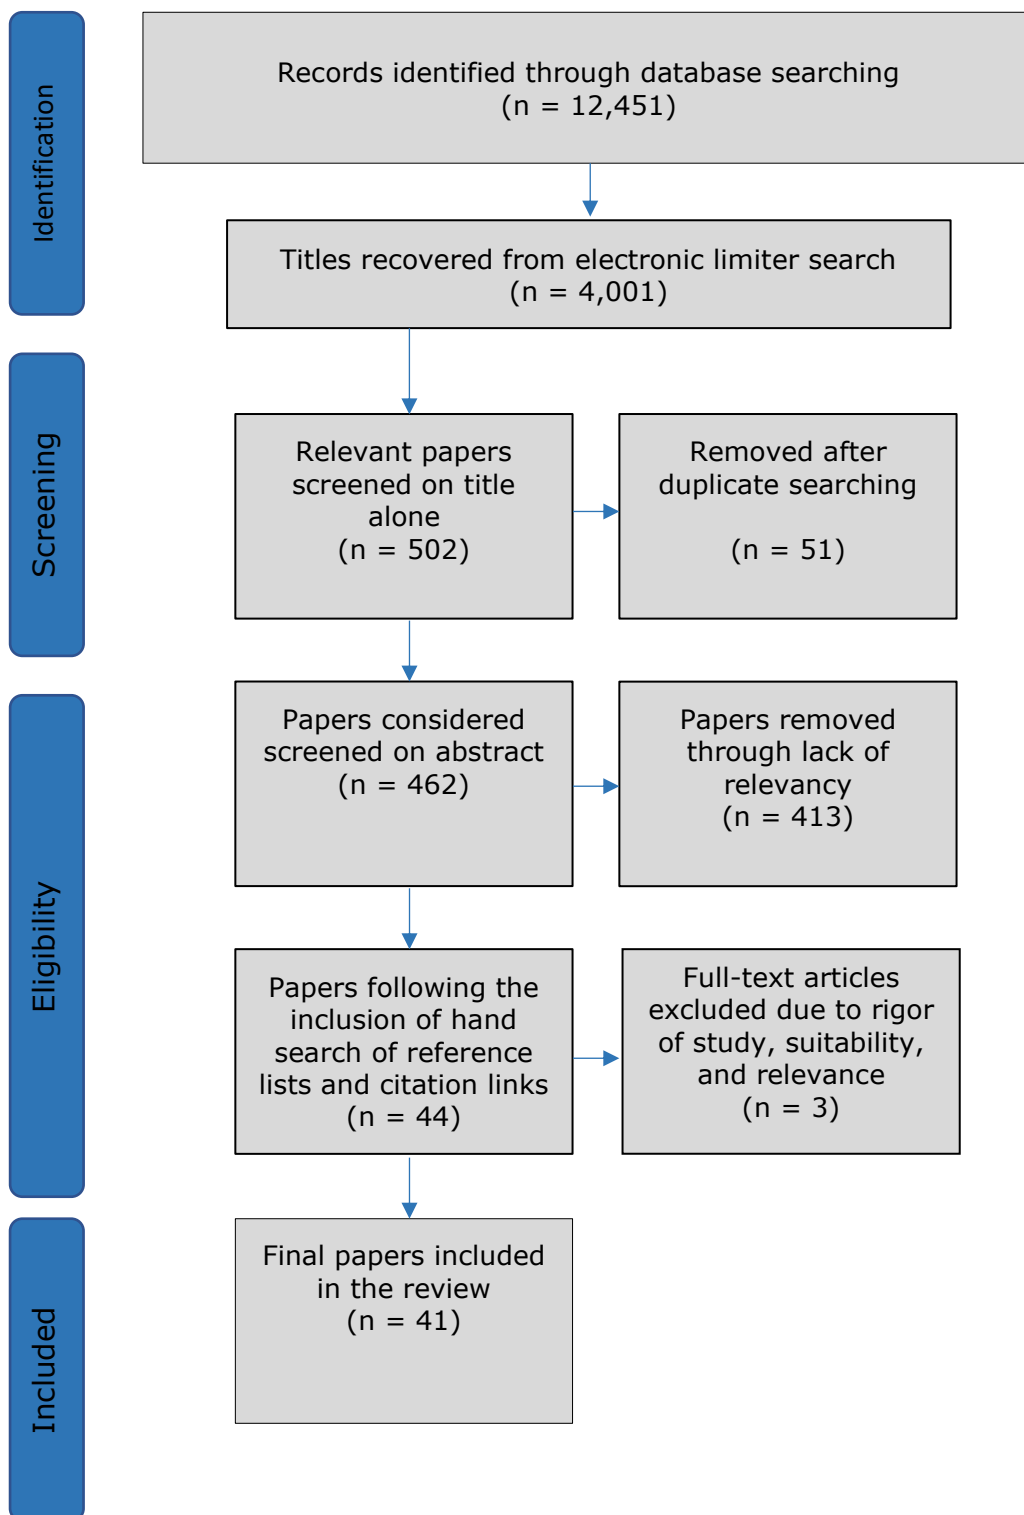 Identification
Records identified through database searching
(n = 12,451)
Titles recovered from electronic limiter search
(n = 4,001)
Screening
Relevant papers
screened on title
alone
(n = 502)
Removed after
duplicate searching
(n = 51)
Eligibility
Papers considered
screened on abstract
(n = 462)
Papers removed
through lack of
relevancy
(n = 413)
Papers following the
inclusion of hand
search of reference
lists and citation links
(n = 44)
Full-text articles
excluded due to rigor
of study, suitability,
and relevance
(n = 3)
Included
Final papers included
in the review
(n = 41)